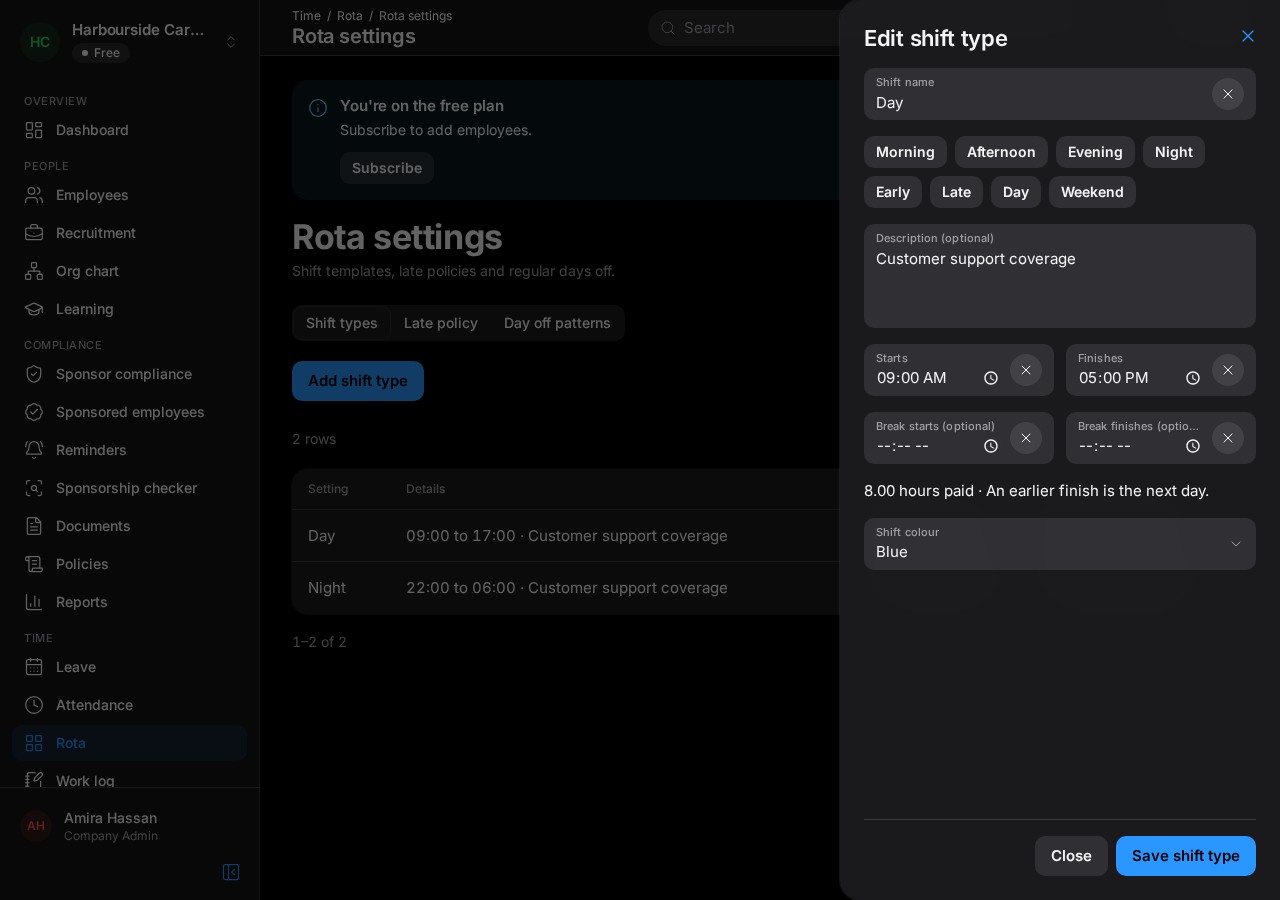 HC
Harbourside Car...
Free
OVERVIEW
Dashboard
PEOPLE
Employees
Recruitment
Org chart
Learning
COMPLIANCE
Sponsor compliance
Sponsored employees
Reminders
Sponsorship checker
Documents
Policies
Reports
TIME
Leave
Attendance
Rota
Work log
AH
Amira Hassan
Company Admin
Time / Rota / Rota settings
Rota settings
Search
You're on the free plan
Subscribe to add employees.
Subscribe
Rota settings
Shift templates, late policies and regular days off.
Shift types Late policy Day off patterns
Add shift type
2 rows
Setting Details
Day 09:00 to 17:00 · Customer support coverage
Night 22:00 to 06:00 · Customer support coverage
1–2 of 2
Edit shift type
Shift name
Day
Morning Afternoon Evening Night
Early Late Day Weekend
Description (optional)
Customer support coverage
Starts Finishes
09:00 AM 05:00 PM
Break starts (optional) Break finishes (optio...
--:-- -- --:-- --
8.00 hours paid · An earlier finish is the next day.
Shift colour
Blue
Close Save shift type